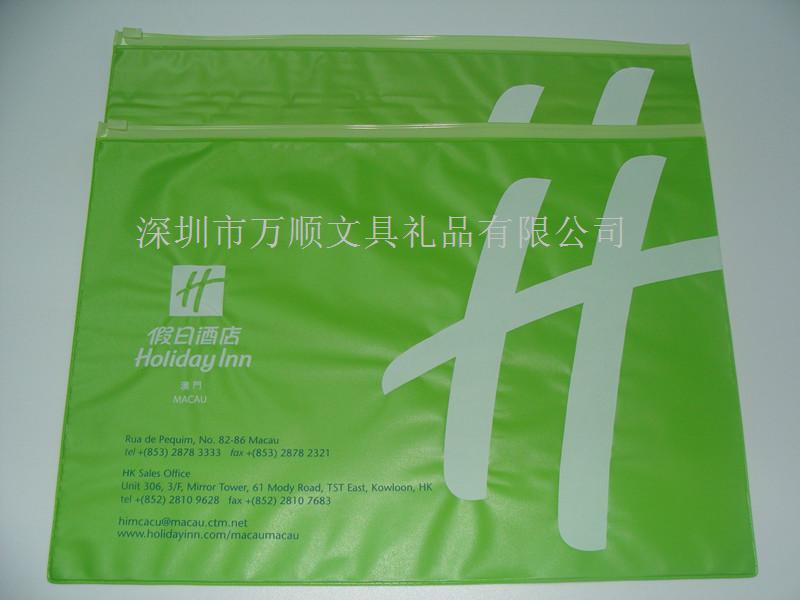 深圳市万顺文具礼品有限公司
假日酒店
Holiday Inn
澳門
MACAU
Rua de Pequim, No. 82-86 Macau
tel +(853) 2878 3333 fax +(853) 2878 2321
HK Sales Office
Unit 306, 3/F, Mirror Tower, 61 Mody Road, TST East, Kowloon, HK
tel +(852) 2810 9628 fax +(852) 2810 7683
himcacu@macau.ctm.net
www.holidayinn.com/macaumacau